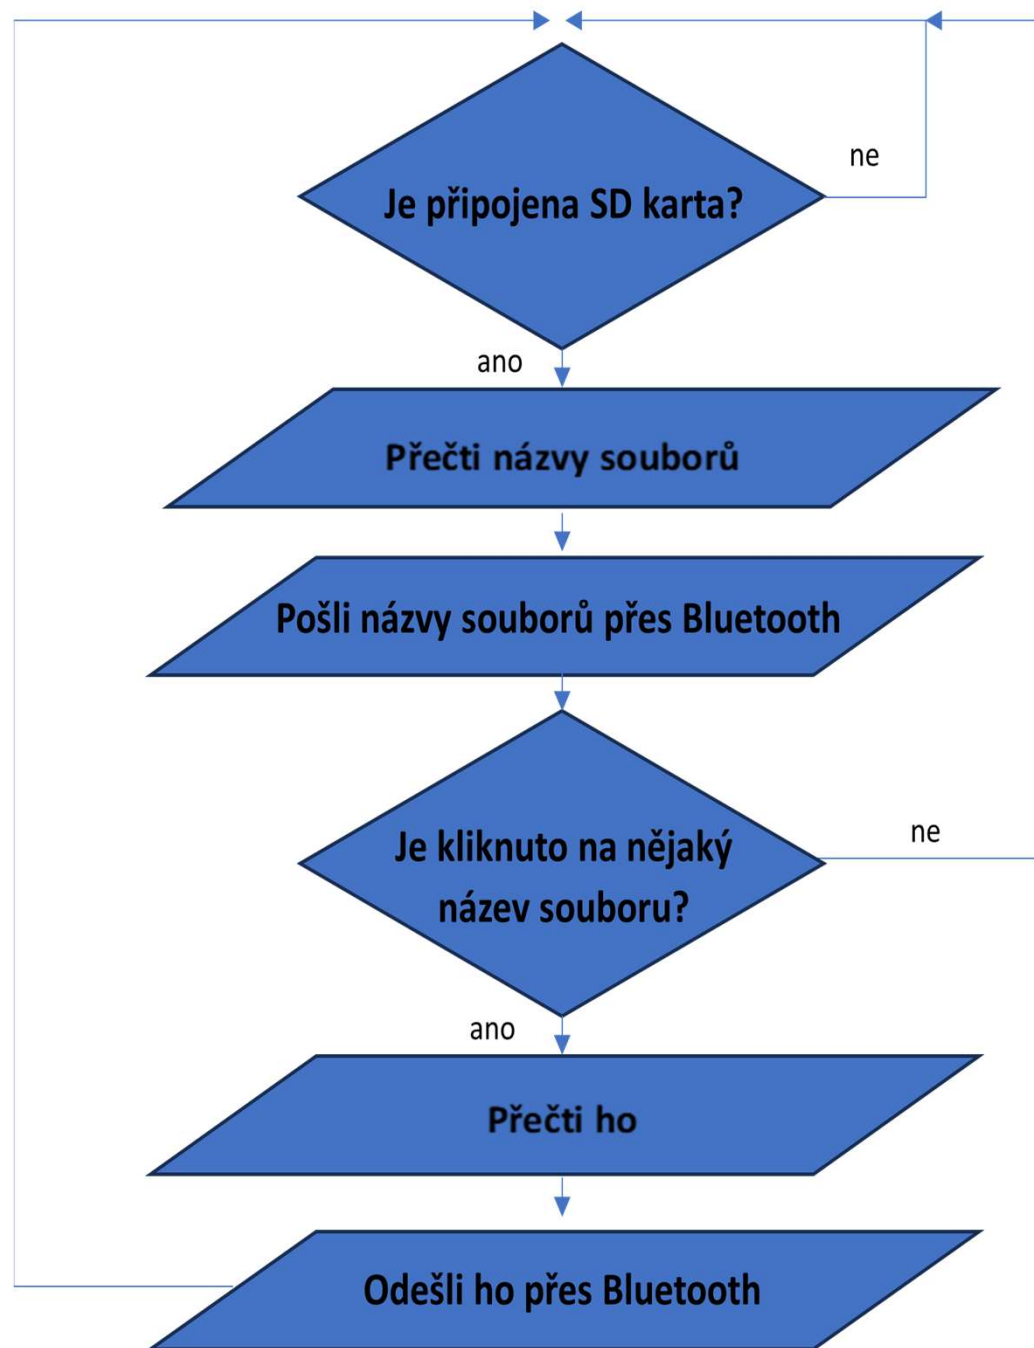 Je připojena SD karta?
ne
ano
Přečti názvy souborů
Pošli názvy souborů přes Bluetooth
Je kliknuto na nějaký
název souboru?
ne
ano
Přečti ho
Odešli ho přes Bluetooth